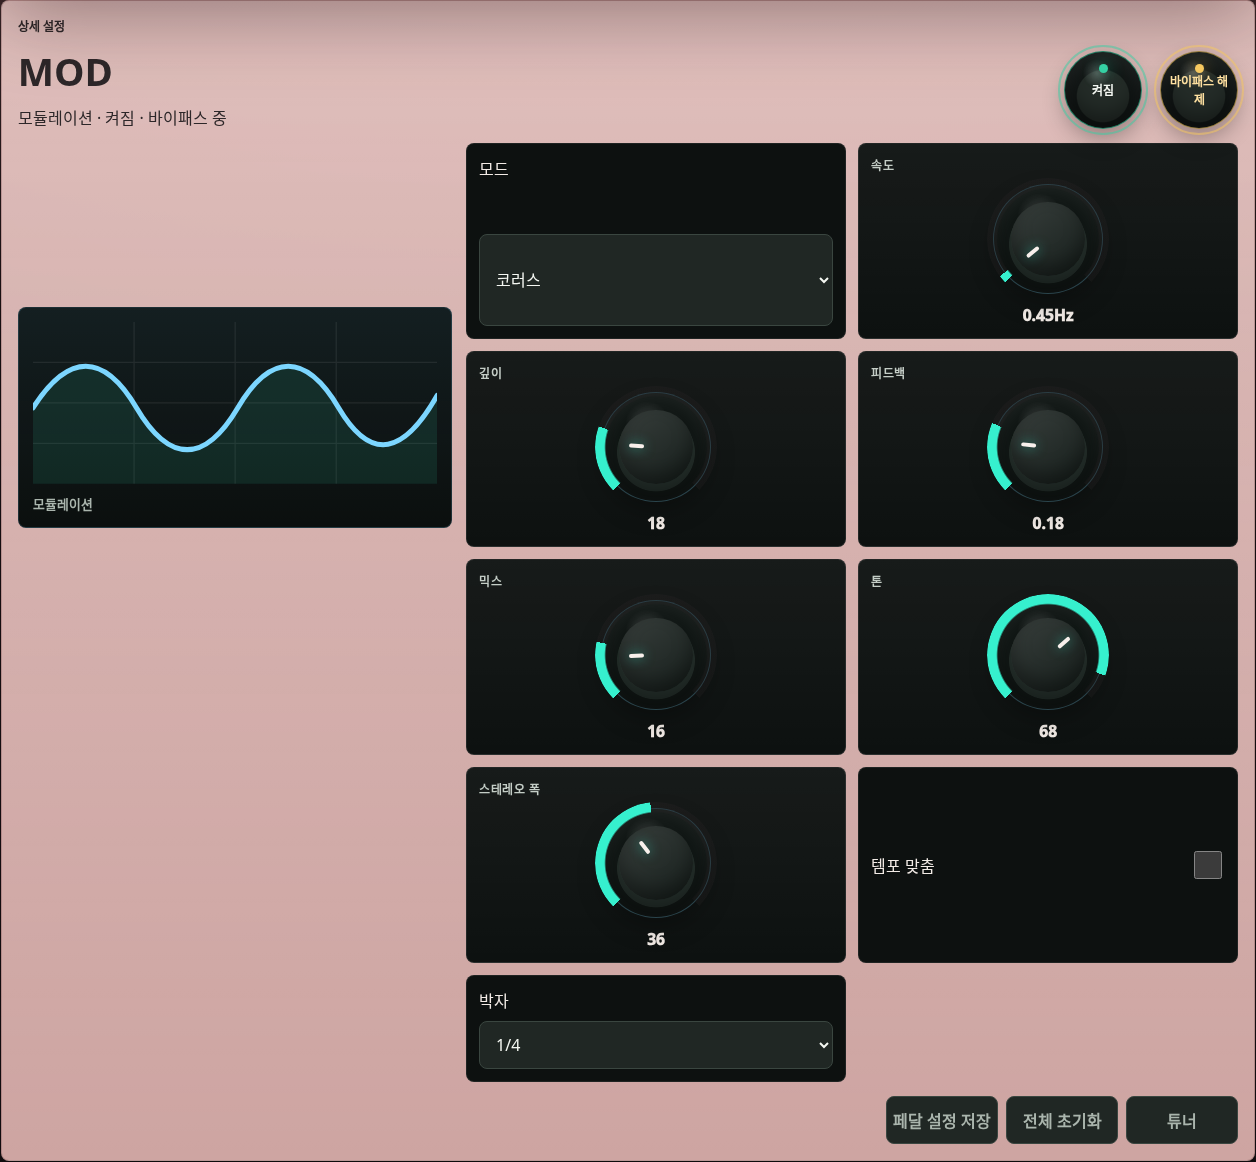 상세 설정
MOD
모듈레이션 · 켜짐 · 바이패스 중
켜짐
바이패스 해
제
모듈레이션
모드
코러스
속도
0.45Hz
깊이
18
피드백
0.18
믹스
16
톤
68
스테레오 폭
36
템포 맞춤
박자
1/4
페달 설정 저장
전체 초기화
튜너